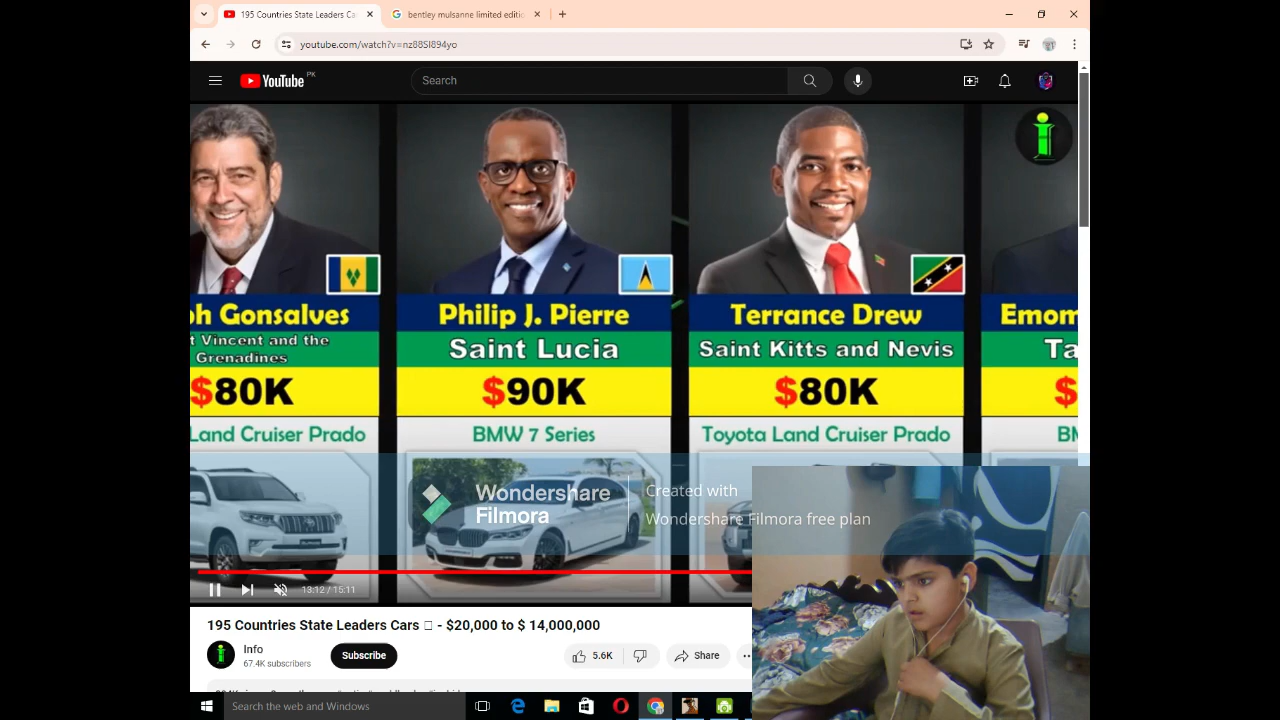 195 Countries State Leaders Ca
bentley mulsanne limited editi
youtube.com/watch?v=nz88Sl894yo
YouTube PK
Search
ph Gonsalves
Philip J. Pierre
Terrance Drew
Emom
t Vincent and the
Grenadines
Saint Lucia
Saint Kitts and Nevis
Ta
$80K
$90K
$80K
$
Land Cruiser Prado
BMW 7 Series
Toyota Land Cruiser Prado
BM
Wondershare
Filmora
Created with
Wondershare Filmora free plan
13:12 / 15:11
195 Countries State Leaders Cars - $20,000 to $ 14,000,000
Info
67.4K subscribers
Subscribe
5.6K
Share
Search the web and Windows